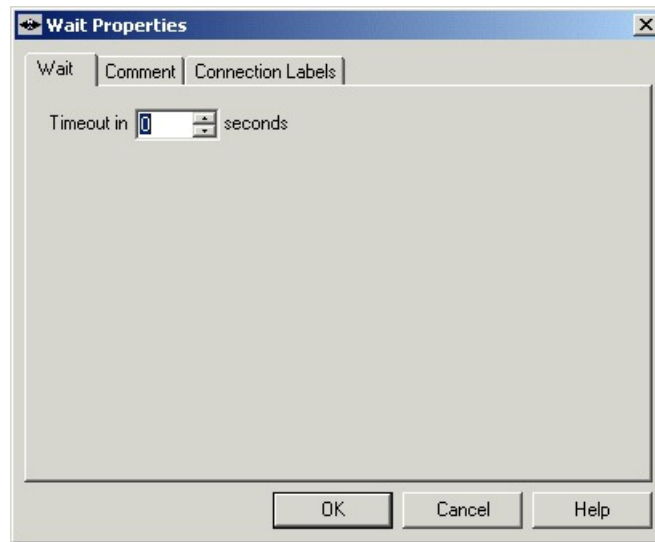 Wait Properties
Wait Comment Connection Labels
Timeout in 0 seconds
OK Cancel Help